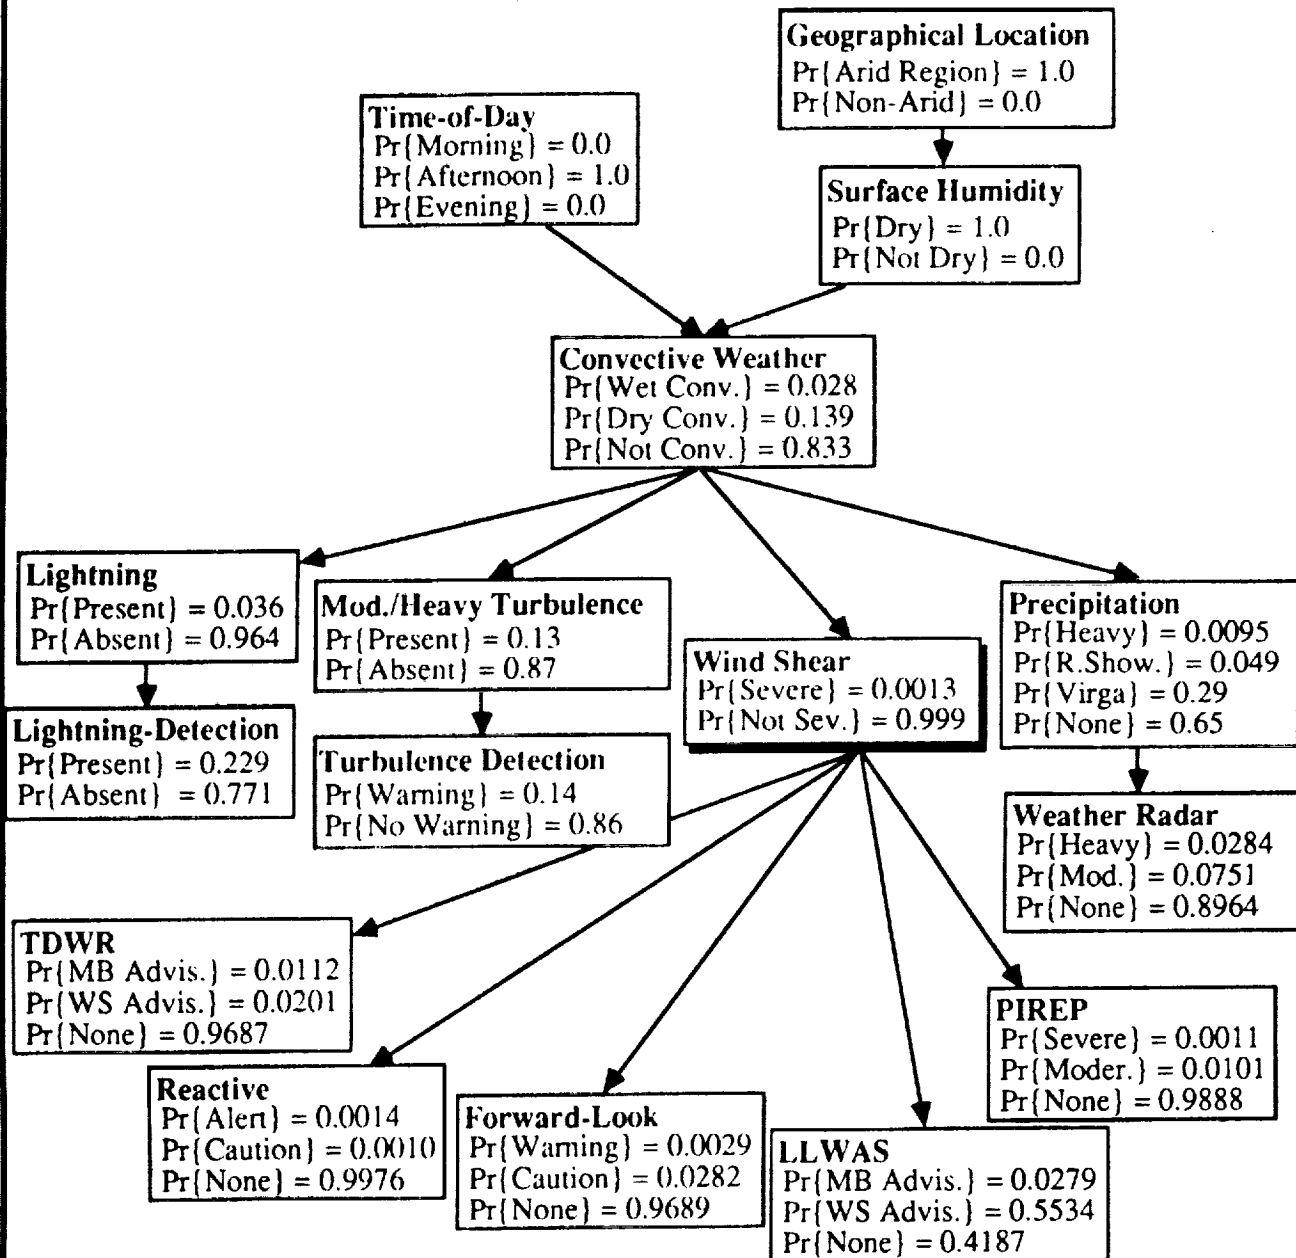 Geographical Location
Pr{Arid Region} = 1.0
Pr{Non-Arid} = 0.0
Time-of-Day
Pr{Morning} = 0.0
Pr{Afternoon} = 1.0
Pr{Evening} = 0.0
Surface Humidity
Pr{Dry} = 1.0
Pr{Not Dry} = 0.0
Convective Weather
Pr{Wet Conv.} = 0.028
Pr{Dry Conv.} = 0.139
Pr{Not Conv.} = 0.833
Lightning
Pr{Present} = 0.036
Pr{Absent} = 0.964
Mod./Heavy Turbulence
Pr{Present} = 0.13
Pr{Absent} = 0.87
Wind Shear
Pr{Severe} = 0.0013
Pr{Not Sev.} = 0.999
Precipitation
Pr{Heavy} = 0.0095
Pr{R.Show.} = 0.049
Pr{Virga} = 0.29
Pr{None} = 0.65
Lightning-Detection
Pr{Present} = 0.229
Pr{Absent} = 0.771
Turbulence Detection
Pr{Warning} = 0.14
Pr{No Warning} = 0.86
Weather Radar
Pr{Heavy} = 0.0284
Pr{Mod.} = 0.0751
Pr{None} = 0.8964
TDWR
Pr{MB Advis.} = 0.0112
Pr{WS Advis.} = 0.0201
Pr{None} = 0.9687
Reactive
Pr{Alert} = 0.0014
Pr{Caution} = 0.0010
Pr{None} = 0.9976
Forward-Look
Pr{Warning} = 0.0029
Pr{Caution} = 0.0282
Pr{None} = 0.9689
LLWAS
Pr{MB Advis.} = 0.0279
Pr{WS Advis.} = 0.5534
Pr{None} = 0.4187
PIREP
Pr{Severe} = 0.0011
Pr{Moder.} = 0.0101
Pr{None} = 0.9888